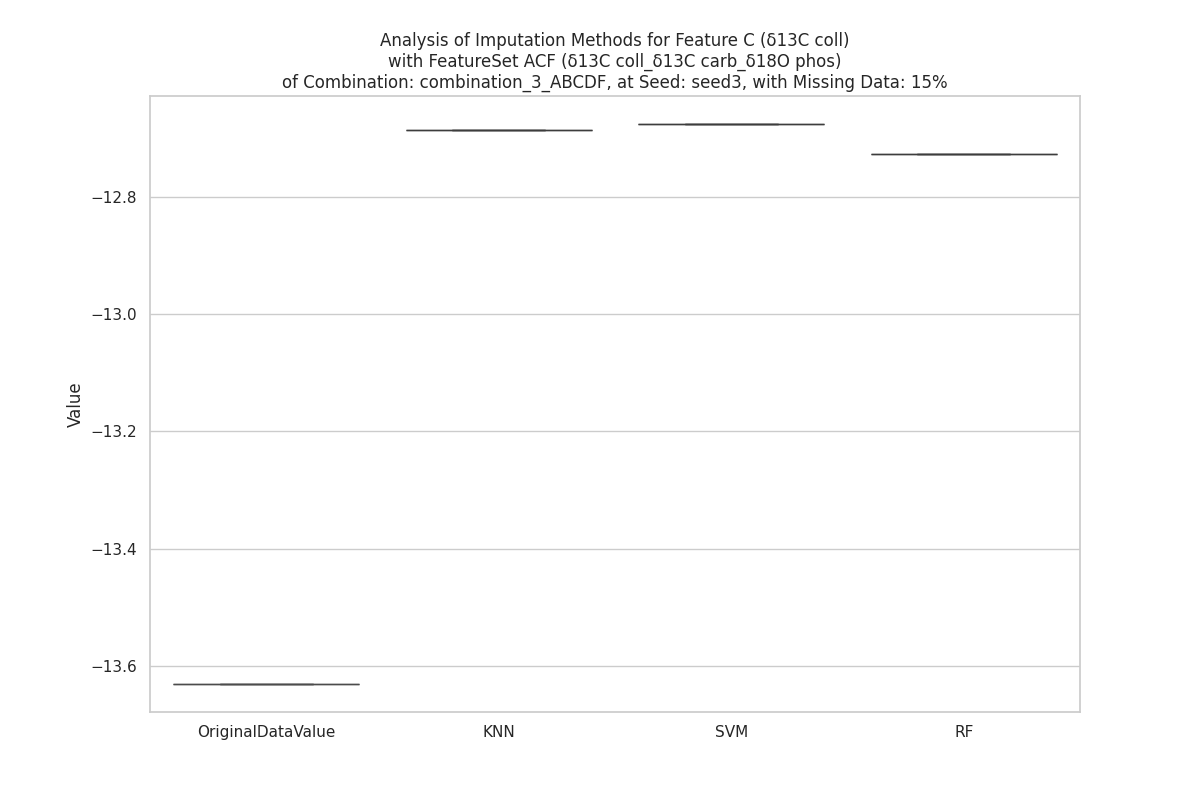 Analysis of Imputation Methods for Feature C (δ13C coll)
with FeatureSet ACF (δ13C coll_δ13C carb_δ18O phos)
of Combination: combination_3_ABCDF, at Seed: seed3, with Missing Data: 15%
−12.8
−13.0
−13.2
−13.4
−13.6
Value
OriginalDataValue
KNN
SVM
RF